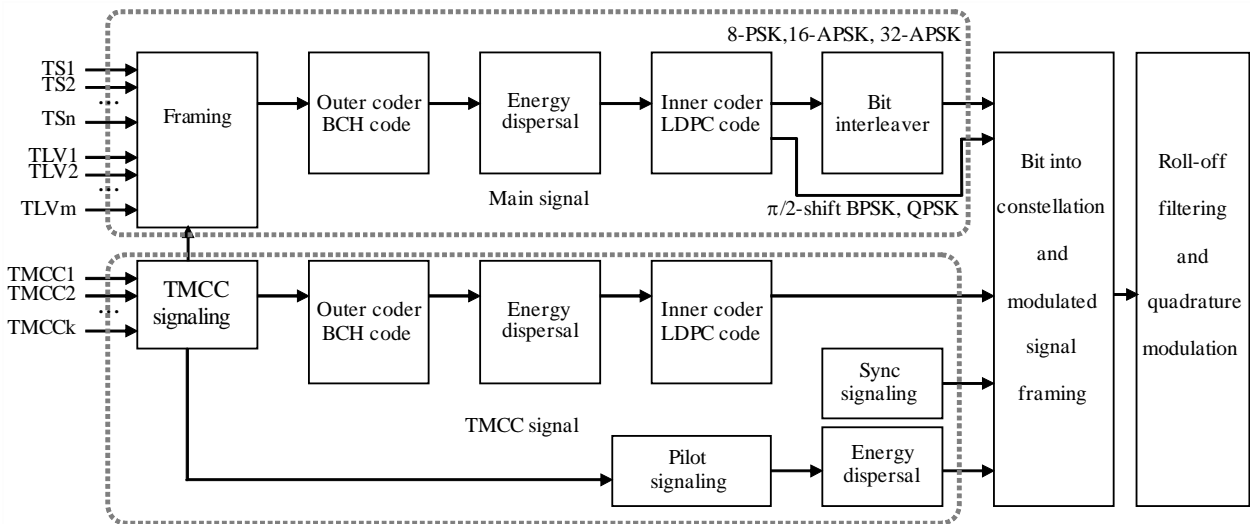 8-PSK,16-APSK, 32-APSK
TS1
TS2
...
TSn
TLV1
TLV2
...
TLVm
Framing
Outer coder
BCH code
Energy
dispersal
Inner coder
LDPC code
Bit
interleaver
Main signal
π/2-shift BPSK, QPSK
TMCC1
TMCC2
...
TMCCk
TMCC
signaling
Outer coder
BCH code
Energy
dispersal
Inner coder
LDPC code
Sync
signaling
TMCC signal
Pilot
signaling
Energy
dispersal
Bit into
constellation
and
modulated
signal
framing
Roll-off
filtering
and
quadrature
modulation